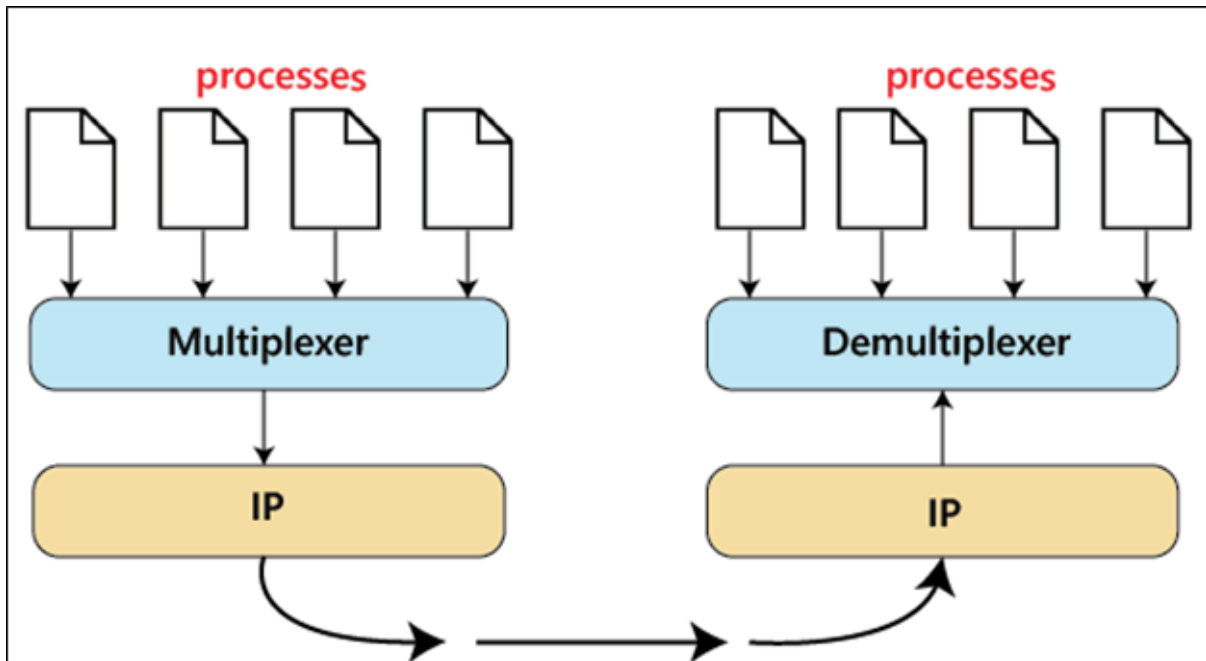 processes
processes
Multiplexer
Demultiplexer
IP
IP